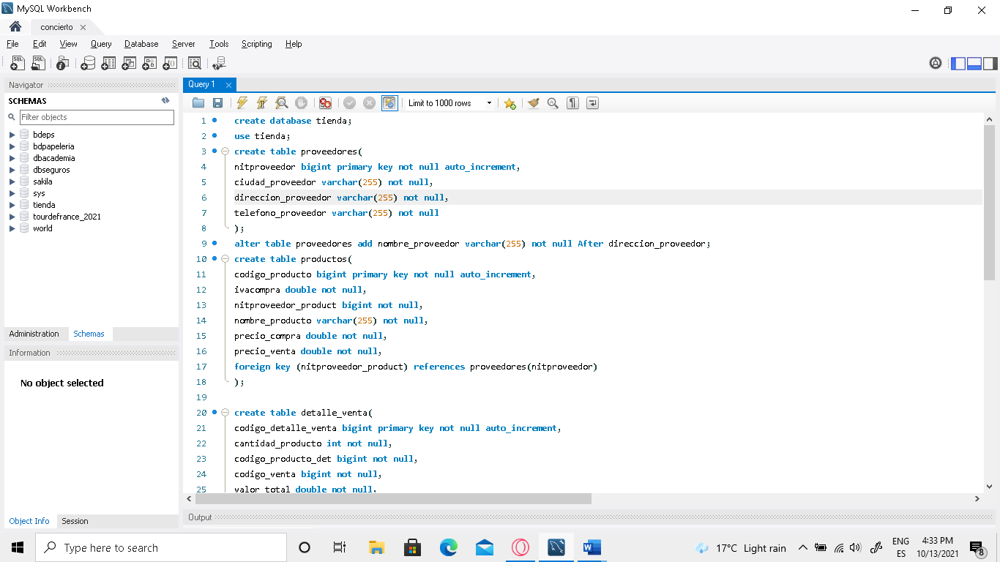 MySQL Workbench
concierto
File Edit View Query Database Server Tools Scripting Help
Navigator
SCHEMAS
Filter objects
bdeps
bdpapeleria
dbacademia
dbseguros
sakila
sys
tienda
tourdefrance_2021
world
Administration Schemas
Information
No object selected
Object Info Session
Query 1
Limit to 1000 rows
1 create database tienda;
2 use tienda;
3 create table proveedores(
4 nitproveedor bigint primary key not null auto_increment,
5 ciudad_proveedor varchar(255) not null,
6 direccion_proveedor varchar(255) not null,
7 telefono_proveedor varchar(255) not null
8 );
9 alter table proveedores add nombre_proveedor varchar(255) not null After direccion_proveedor;
10 create table productos(
11 codigo_producto bigint primary key not null auto_increment,
12 ivacompra double not null,
13 nitproveedor_product bigint not null,
14 nombre_producto varchar(255) not null,
15 precio_compra double not null,
16 precio_venta double not null,
17 foreign key (nitproveedor_product) references proveedores(nitproveedor)
18 );
19
20 create table detalle_venta(
21 codigo_detalle_venta bigint primary key not null auto_increment,
22 cantidad_producto int not null,
23 codigo_producto_det bigint not null,
24 codigo_venta bigint not null,
25 valor_total double not null,
Output
Type here to search
17°C Light rain
ENG
ES
4:33 PM
10/13/2021
8